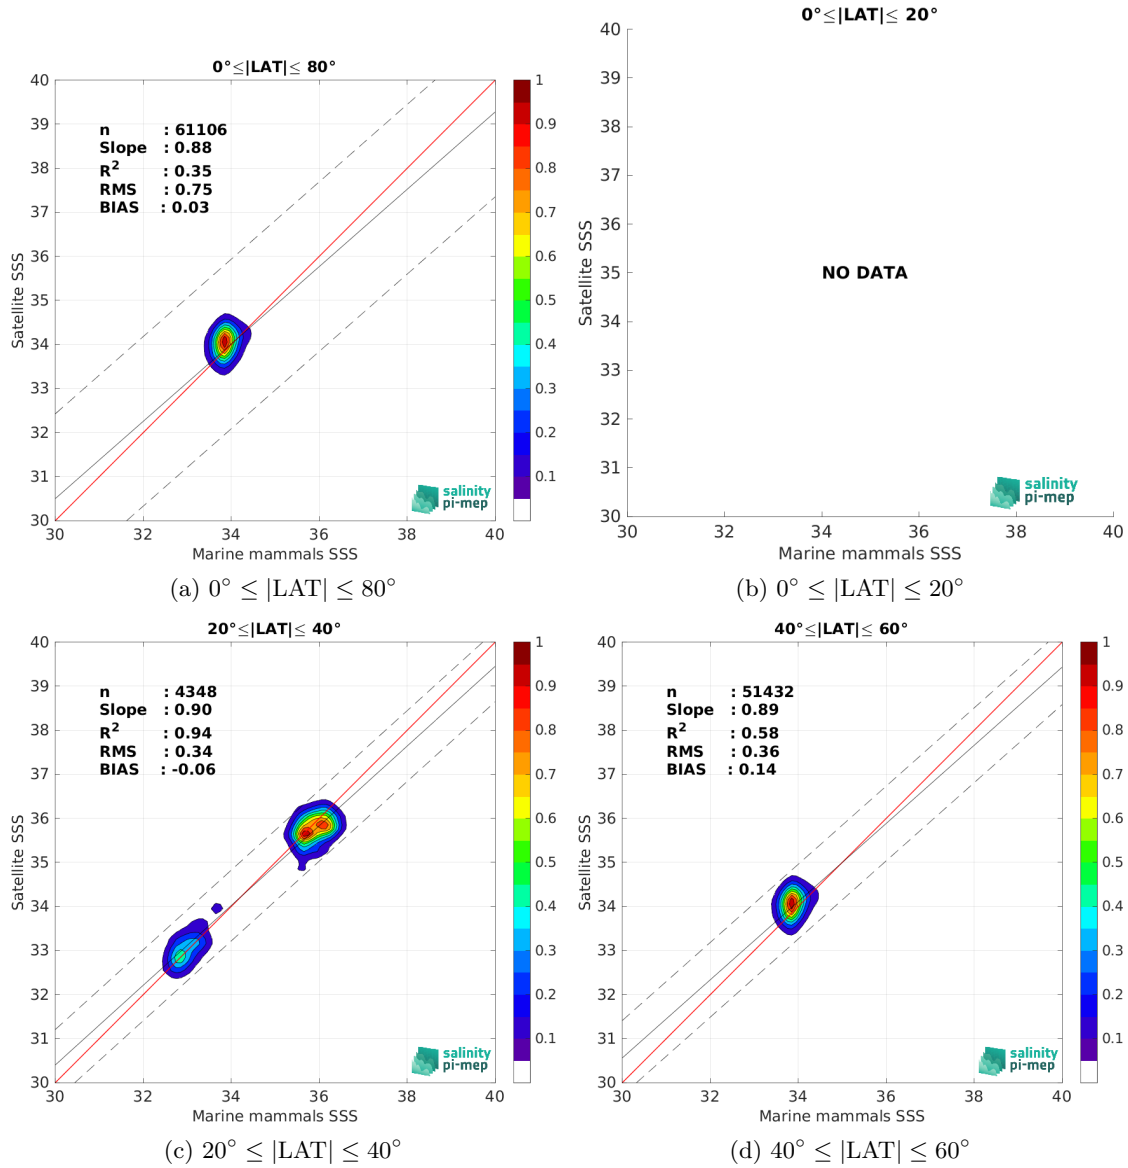 0°≤|LAT|≤ 80°
n : 61106
Slope : 0.88
R² : 0.35
RMS : 0.75
BIAS : 0.03
40
39
38
37
36
35
34
33
32
31
30
Satellite SSS
30 32 34 36 38 40
Marine mammals SSS
1
0.9
0.8
0.7
0.6
0.5
0.4
0.3
0.2
0.1
salinity
pi-mep
(a) 0° ≤ |LAT| ≤ 80°
0°≤|LAT|≤ 20°
40
39
38
37
36
35
34
33
32
31
30
Satellite SSS
NO DATA
salinity
pi-mep
30 32 34 36 38 40
Marine mammals SSS
(b) 0° ≤ |LAT| ≤ 20°
20°≤|LAT|≤ 40°
n : 4348
Slope : 0.90
R² : 0.94
RMS : 0.34
BIAS : -0.06
40
39
38
37
36
35
34
33
32
31
30
Satellite SSS
30 32 34 36 38 40
Marine mammals SSS
1
0.9
0.8
0.7
0.6
0.5
0.4
0.3
0.2
0.1
salinity
pi-mep
(c) 20° ≤ |LAT| ≤ 40°
40°≤|LAT|≤ 60°
n : 51432
Slope : 0.89
R² : 0.58
RMS : 0.36
BIAS : 0.14
40
39
38
37
36
35
34
33
32
31
30
Satellite SSS
30 32 34 36 38 40
Marine mammals SSS
1
0.9
0.8
0.7
0.6
0.5
0.4
0.3
0.2
0.1
salinity
pi-mep
(d) 40° ≤ |LAT| ≤ 60°